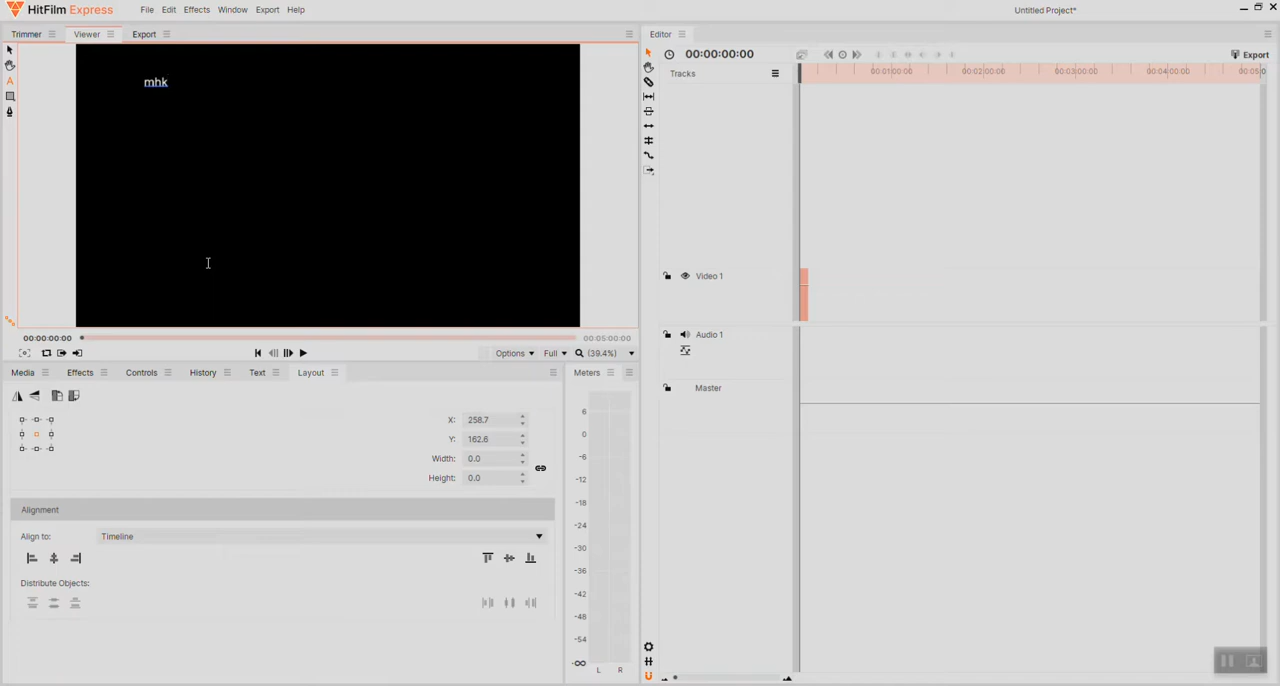 HitFilm Express
File Edit Effects Window Export Help
Untitled Project*
Trimmer Viewer Export
Editor
00:00:00:00
Export
Tracks
00:01:00:00 00:02:00:00 00:03:00:00 00:04:00:00 00:05:0
mhk
Video 1
Audio 1
Master
00:00:00:00
00:05:00:00
Options Full (39.4%)
Media Effects Controls History Text Layout
Meters
X: 258.7
Y: 162.6
Width: 0.0
Height: 0.0
Alignment
Align to: Timeline
Distribute Objects:
6
0
-6
-12
-18
-24
-30
-36
-42
-48
-54
-∞
L R